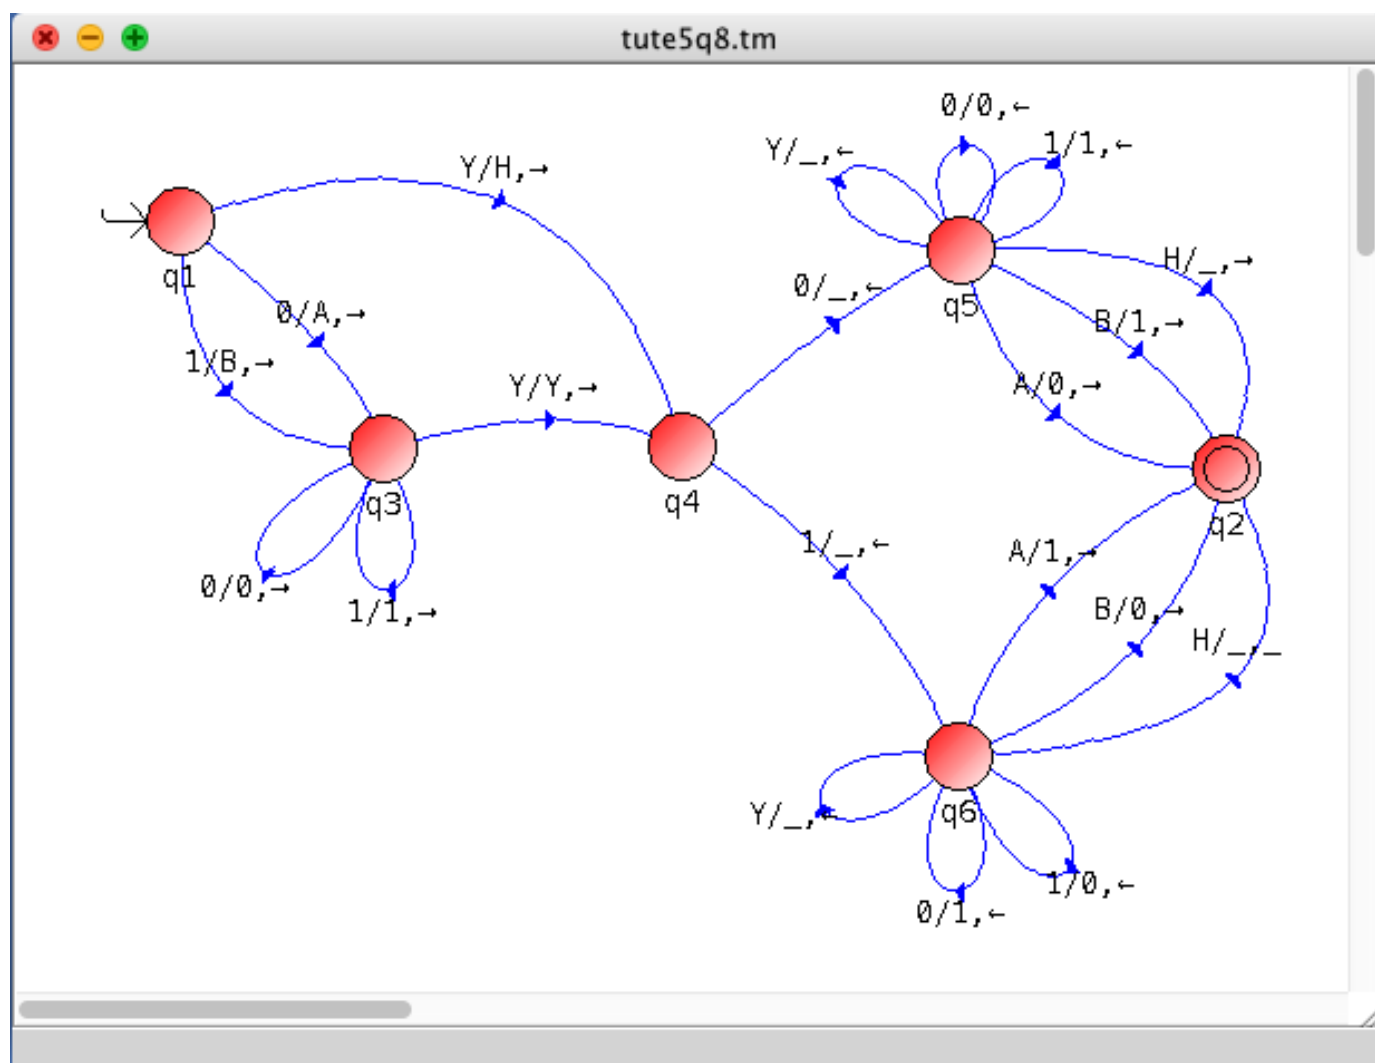 tute5q8.tm
0/0,←
Y/_,←
1/1,←
Y/H,→
q1
H/_,→
0/_,←
q5
0/A,→
B/1,→
1/B,→
Y/Y,→
A/0,→
q3
q4
q2
1/_,←
A/1,→
0/0,→
1/1,→
B/0,→
H/_,_
Y/_,←
q6
1/0,←
0/1,←